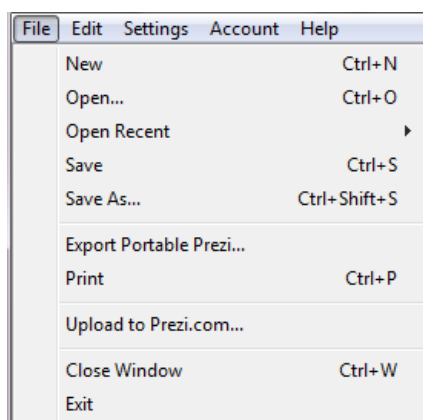 File Edit Settings Account Help
New Ctrl+N
Open... Ctrl+O
Open Recent
Save Ctrl+S
Save As... Ctrl+Shift+S
Export Portable Prezi...
Print Ctrl+P
Upload to Prezi.com...
Close Window Ctrl+W
Exit